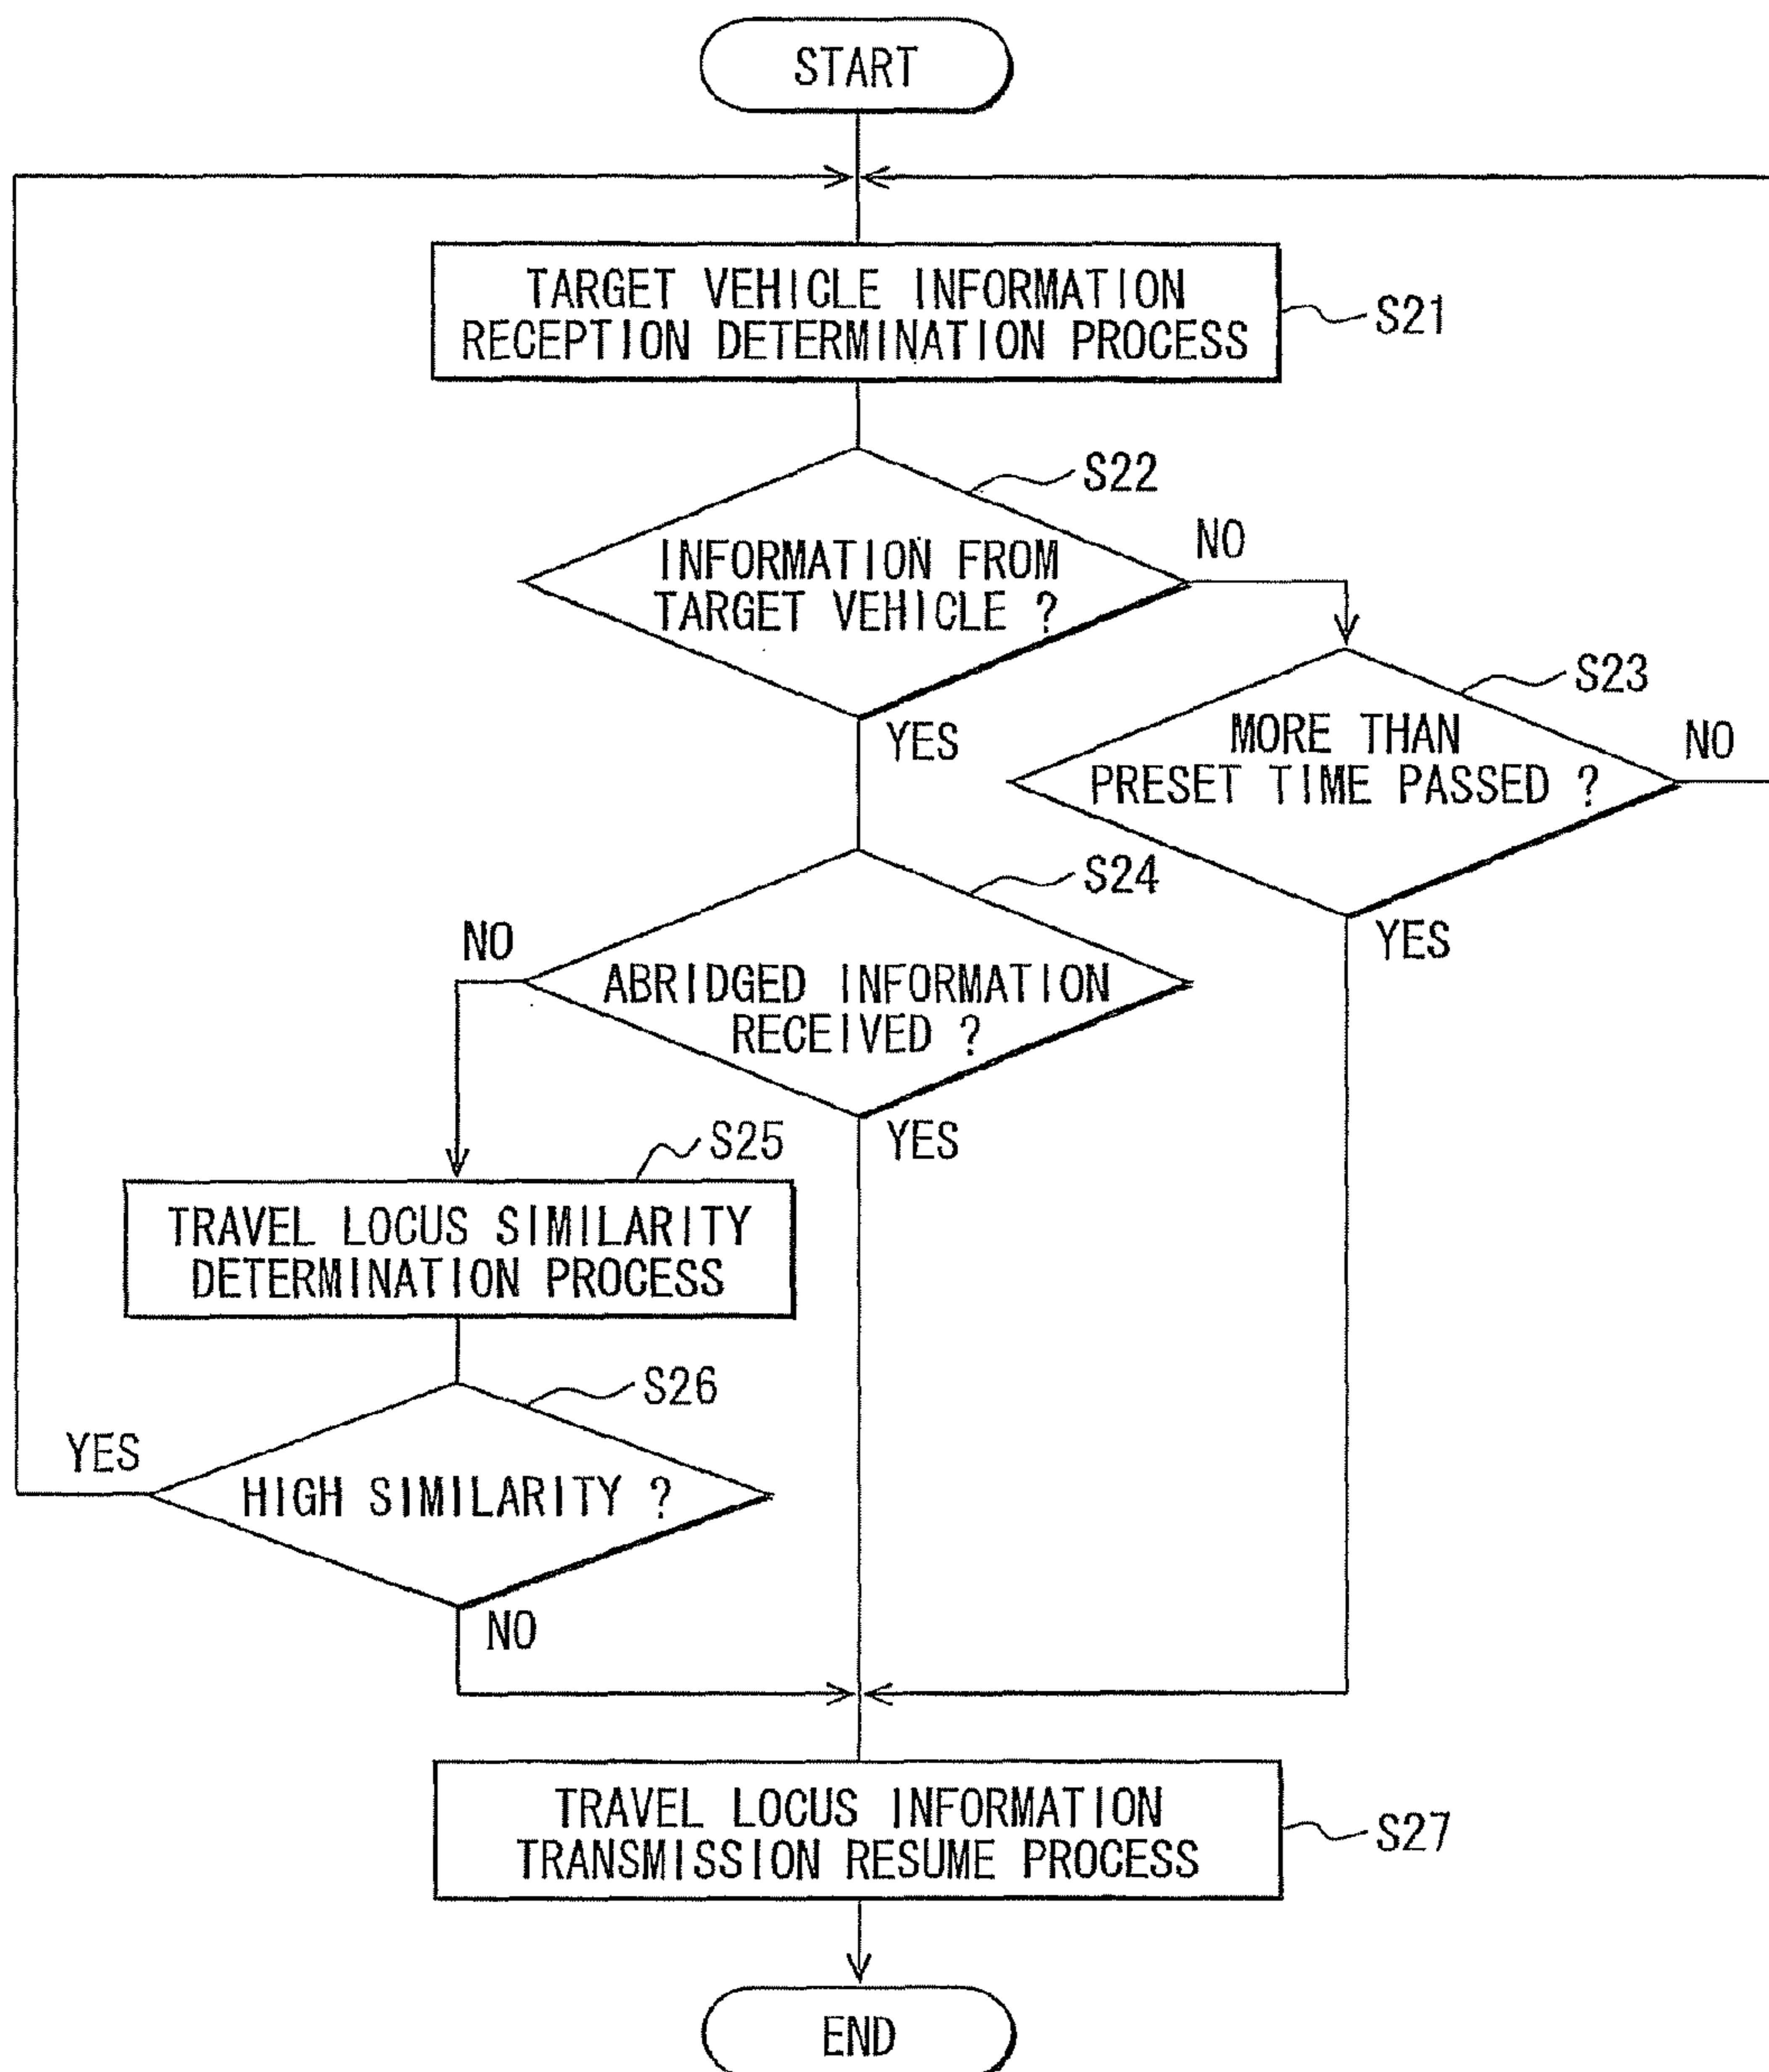 START
TARGET VEHICLE INFORMATION
RECEPTION DETERMINATION PROCESS
S21
S22
INFORMATION FROM
TARGET VEHICLE ?
NO
YES
S23
MORE THAN
PRESET TIME PASSED ?
NO
YES
S24
ABRIDGED INFORMATION
RECEIVED ?
NO
YES
S25
TRAVEL LOCUS SIMILARITY
DETERMINATION PROCESS
S26
HIGH SIMILARITY ?
YES
NO
TRAVEL LOCUS INFORMATION
TRANSMISSION RESUME PROCESS
S27
END